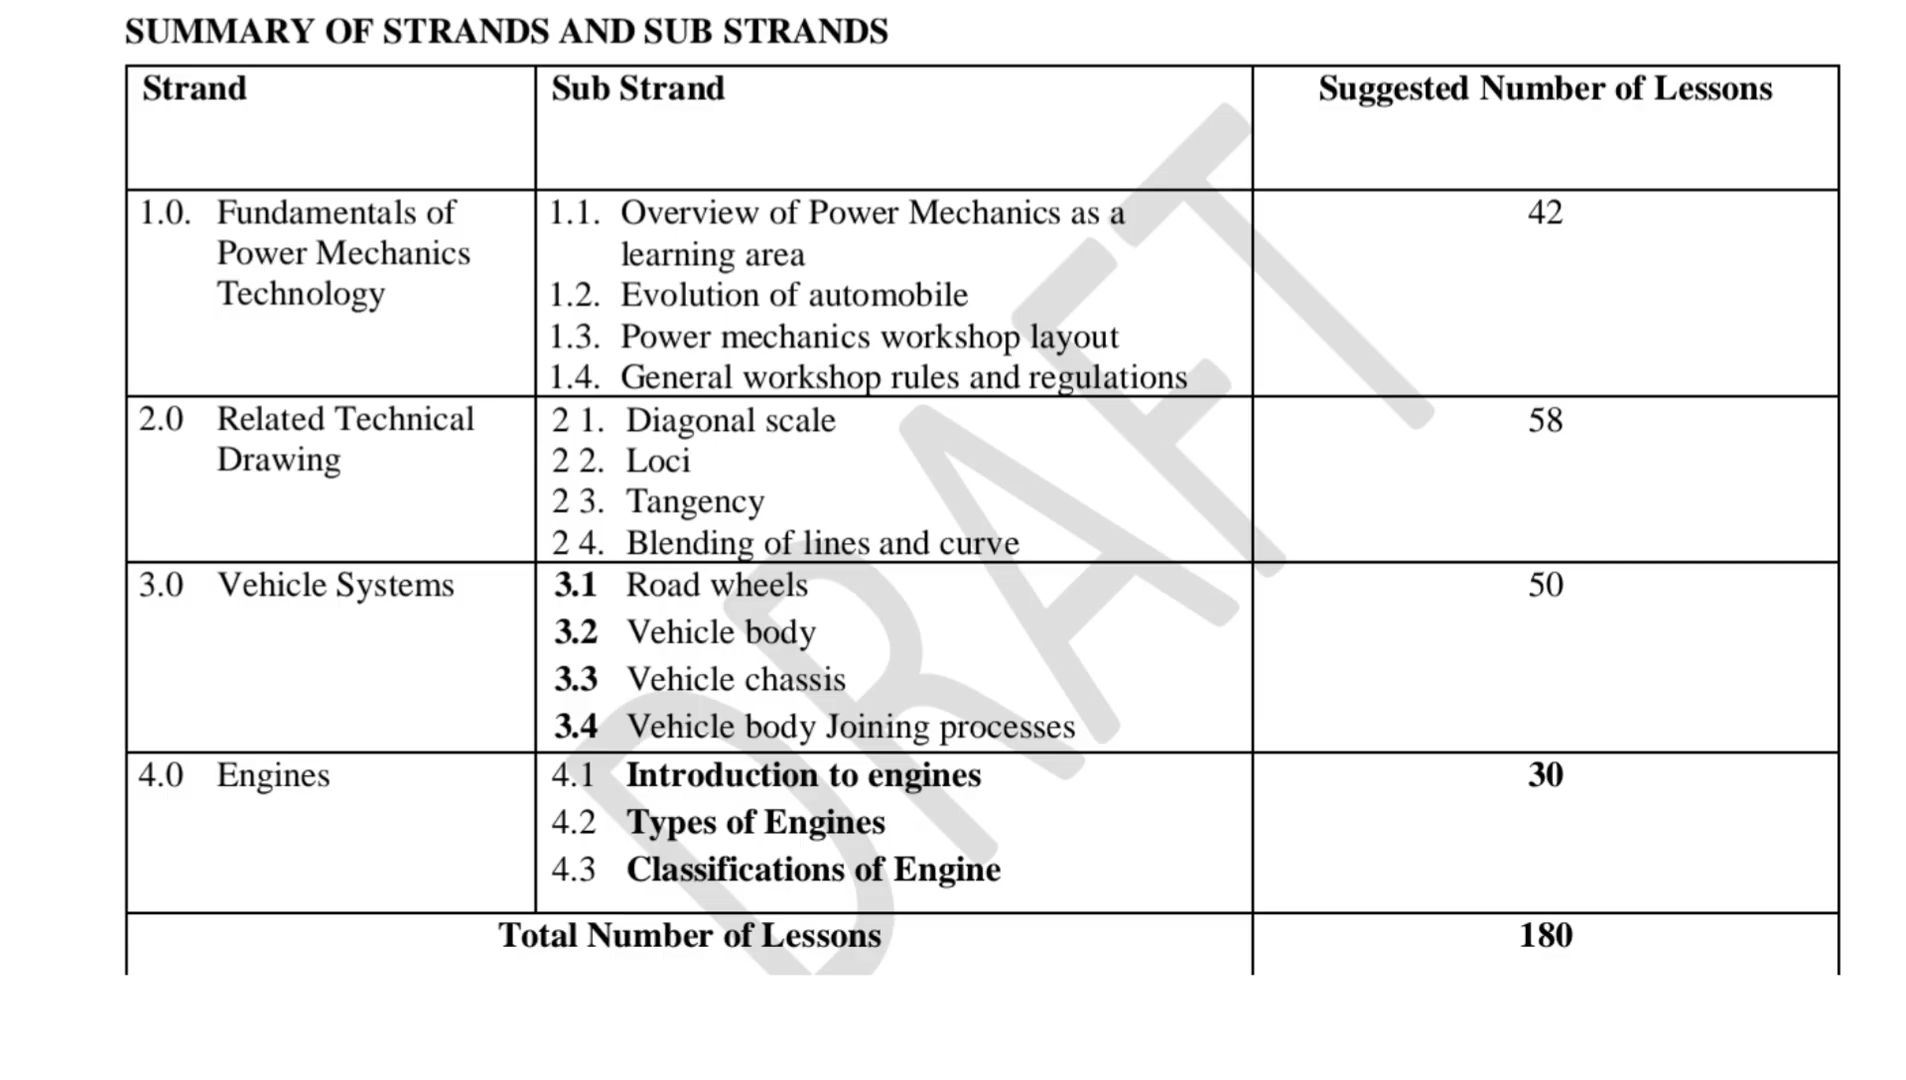 SUMMARY OF STRANDS AND SUB STRANDS
Strand Sub Strand Suggested Number of Lessons
1.0. Fundamentals of Power Mechanics Technology
1.1. Overview of Power Mechanics as a
learning area
1.2. Evolution of automobile
1.3. Power mechanics workshop layout
1.4. General workshop rules and regulations
42
2.0 Related Technical
Drawing
2 1. Diagonal scale
2 2. Loci
2 3. Tangency
2 4. Blending of lines and curve
58
3.0 Vehicle Systems
3.1 Road wheels
3.2 Vehicle body
3.3 Vehicle chassis
3.4 Vehicle body Joining processes
50
4.0 Engines
4.1 Introduction to engines
4.2 Types of Engines
4.3 Classifications of Engine
30
Total Number of Lessons 180
DRAFT